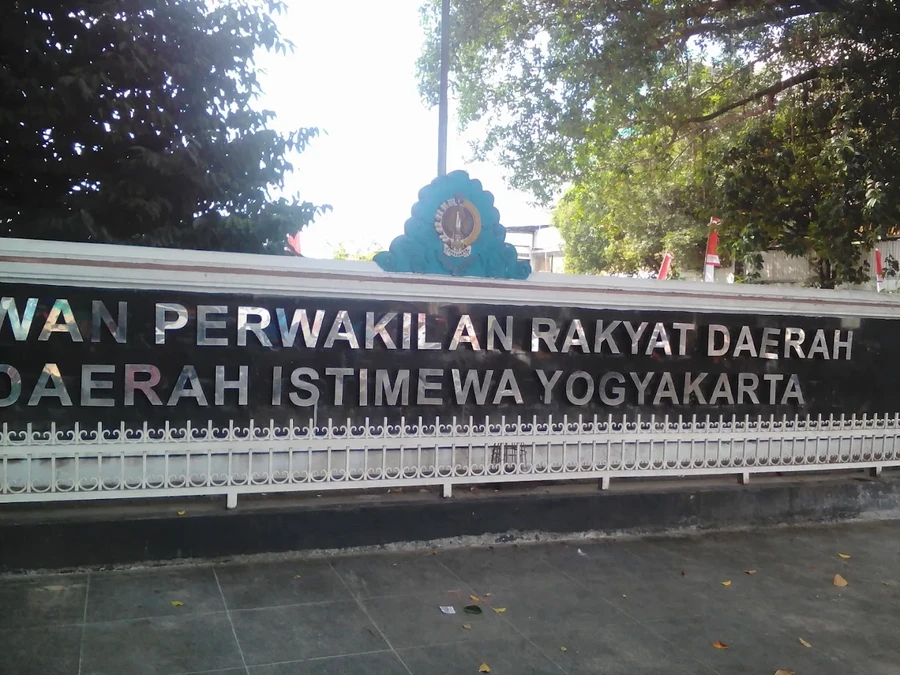 WAN PERWAKILAN RAKYAT DAERAH
DAERAH ISTIMEWA YOGYAKARTA